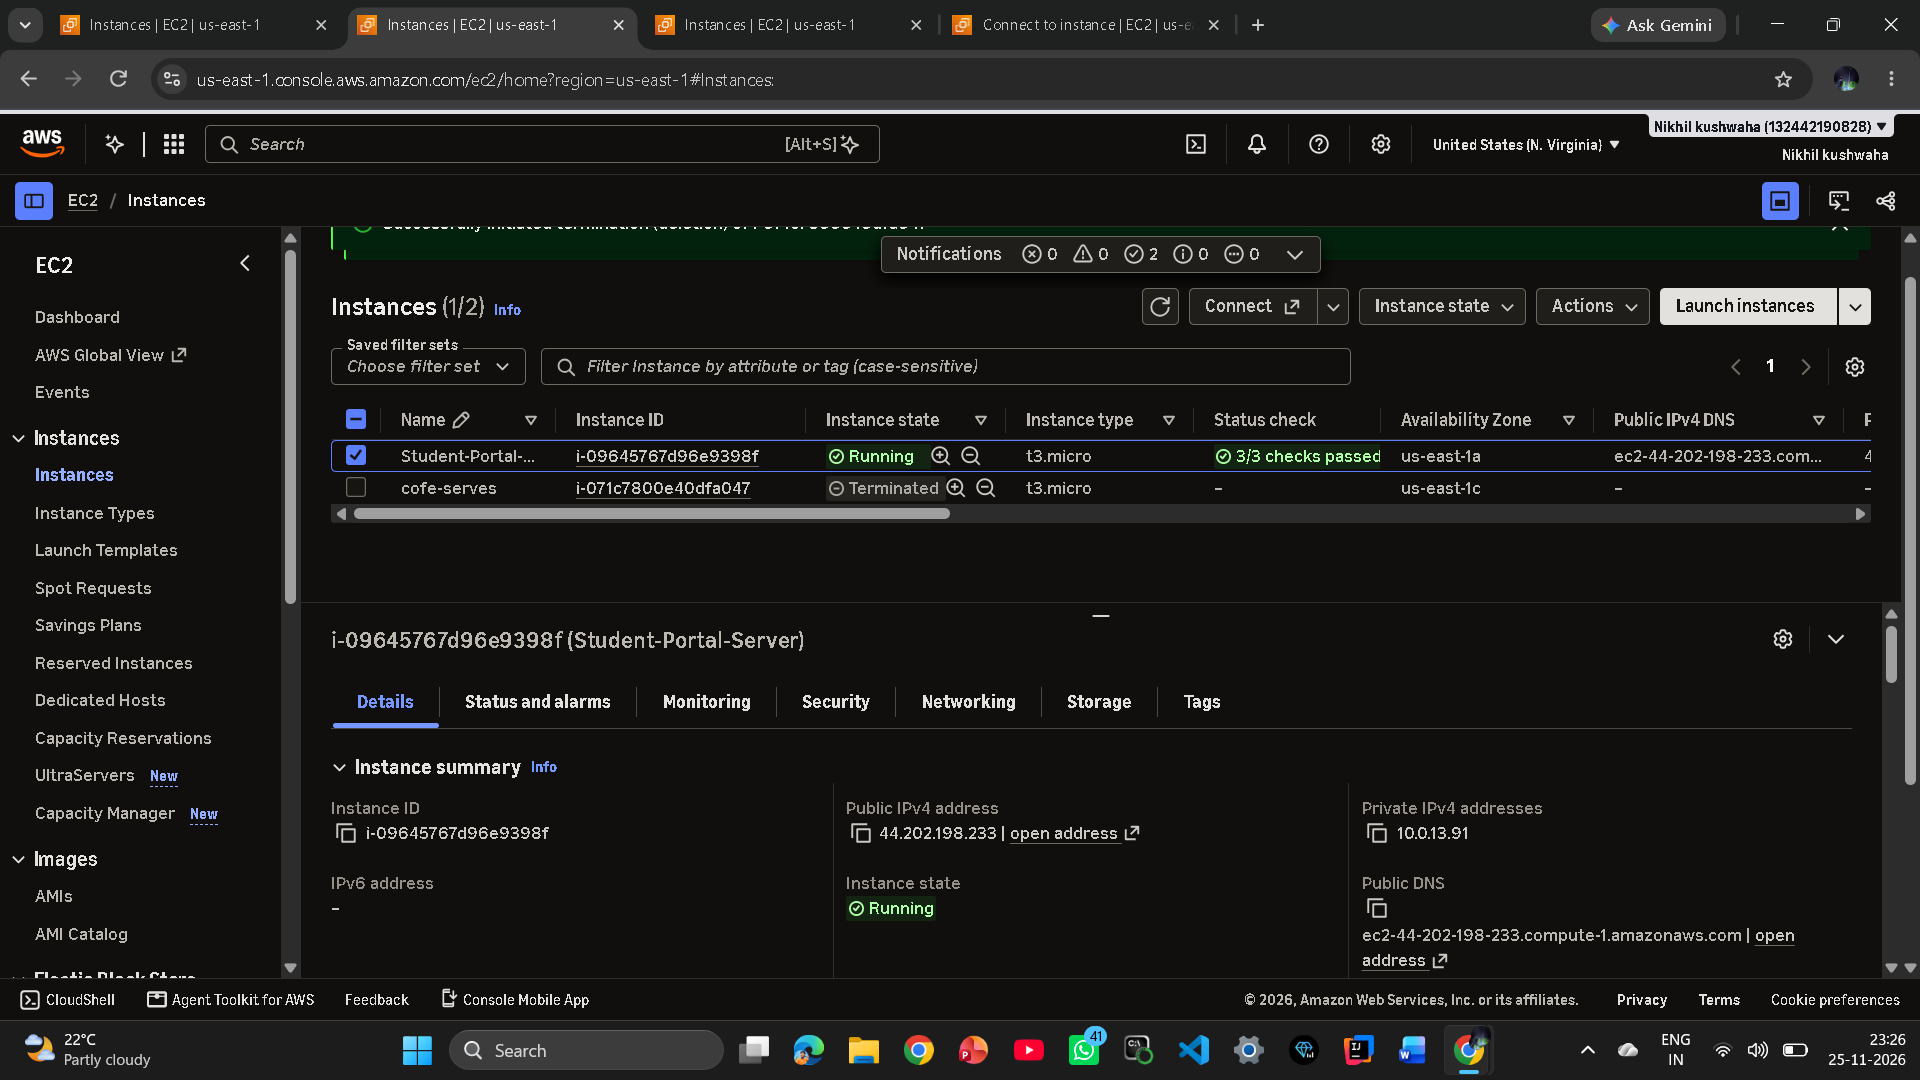 Instances | EC2 | us-east-1
Instances | EC2 | us-east-1
Instances | EC2 | us-east-1
Connect to instance | EC2 | us-e
Ask Gemini
us-east-1.console.aws.amazon.com/ec2/home?region=us-east-1#Instances:
aws
Search
[Alt+S]
United States (N. Virginia)
Nikhil kushwaha (132442190828)
Nikhil kushwaha
EC2 / Instances
Notifications 0 0 2 0 0
EC2
Dashboard
AWS Global View
Events
Instances
Instances
Instance Types
Launch Templates
Spot Requests
Savings Plans
Reserved Instances
Dedicated Hosts
Capacity Reservations
UltraServers New
Capacity Manager New
Images
AMIs
AMI Catalog
Instances (1/2) Info
Connect
Instance state
Actions
Launch instances
Saved filter sets
Choose filter set
Filter Instance by attribute or tag (case-sensitive)
1
Name Instance ID Instance state Instance type Status check Availability Zone Public IPv4 DNS
Student-Portal-... i-09645767d96e9398f Running t3.micro 3/3 checks passed us-east-1a ec2-44-202-198-233.com... 4
cofe-serves i-071c7800e40dfa047 Terminated t3.micro – us-east-1c – –
i-09645767d96e9398f (Student-Portal-Server)
Details Status and alarms Monitoring Security Networking Storage Tags
Instance summary Info
Instance ID
i-09645767d96e9398f
Public IPv4 address
44.202.198.233 | open address
Private IPv4 addresses
10.0.13.91
IPv6 address
–
Instance state
Running
Public DNS
ec2-44-202-198-233.compute-1.amazonaws.com | open
address
CloudShell
Agent Toolkit for AWS
Feedback
Console Mobile App
© 2026, Amazon Web Services, Inc. or its affiliates.
Privacy
Terms
Cookie preferences
22°C
Partly cloudy
Search
41
ENG
IN
23:26
25-11-2026